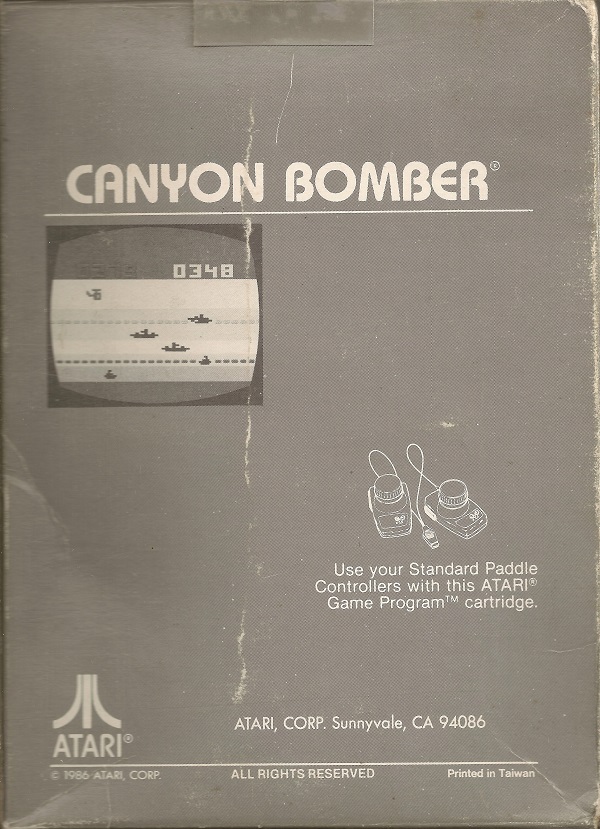 CANYON BOMBER®
0348
Use your Standard Paddle
Controllers with this ATARI®
Game Program™ cartridge.
ATARI®
ATARI, CORP. Sunnyvale, CA 94086
© 1986 ATARI, CORP.
ALL RIGHTS RESERVED
Printed in Taiwan